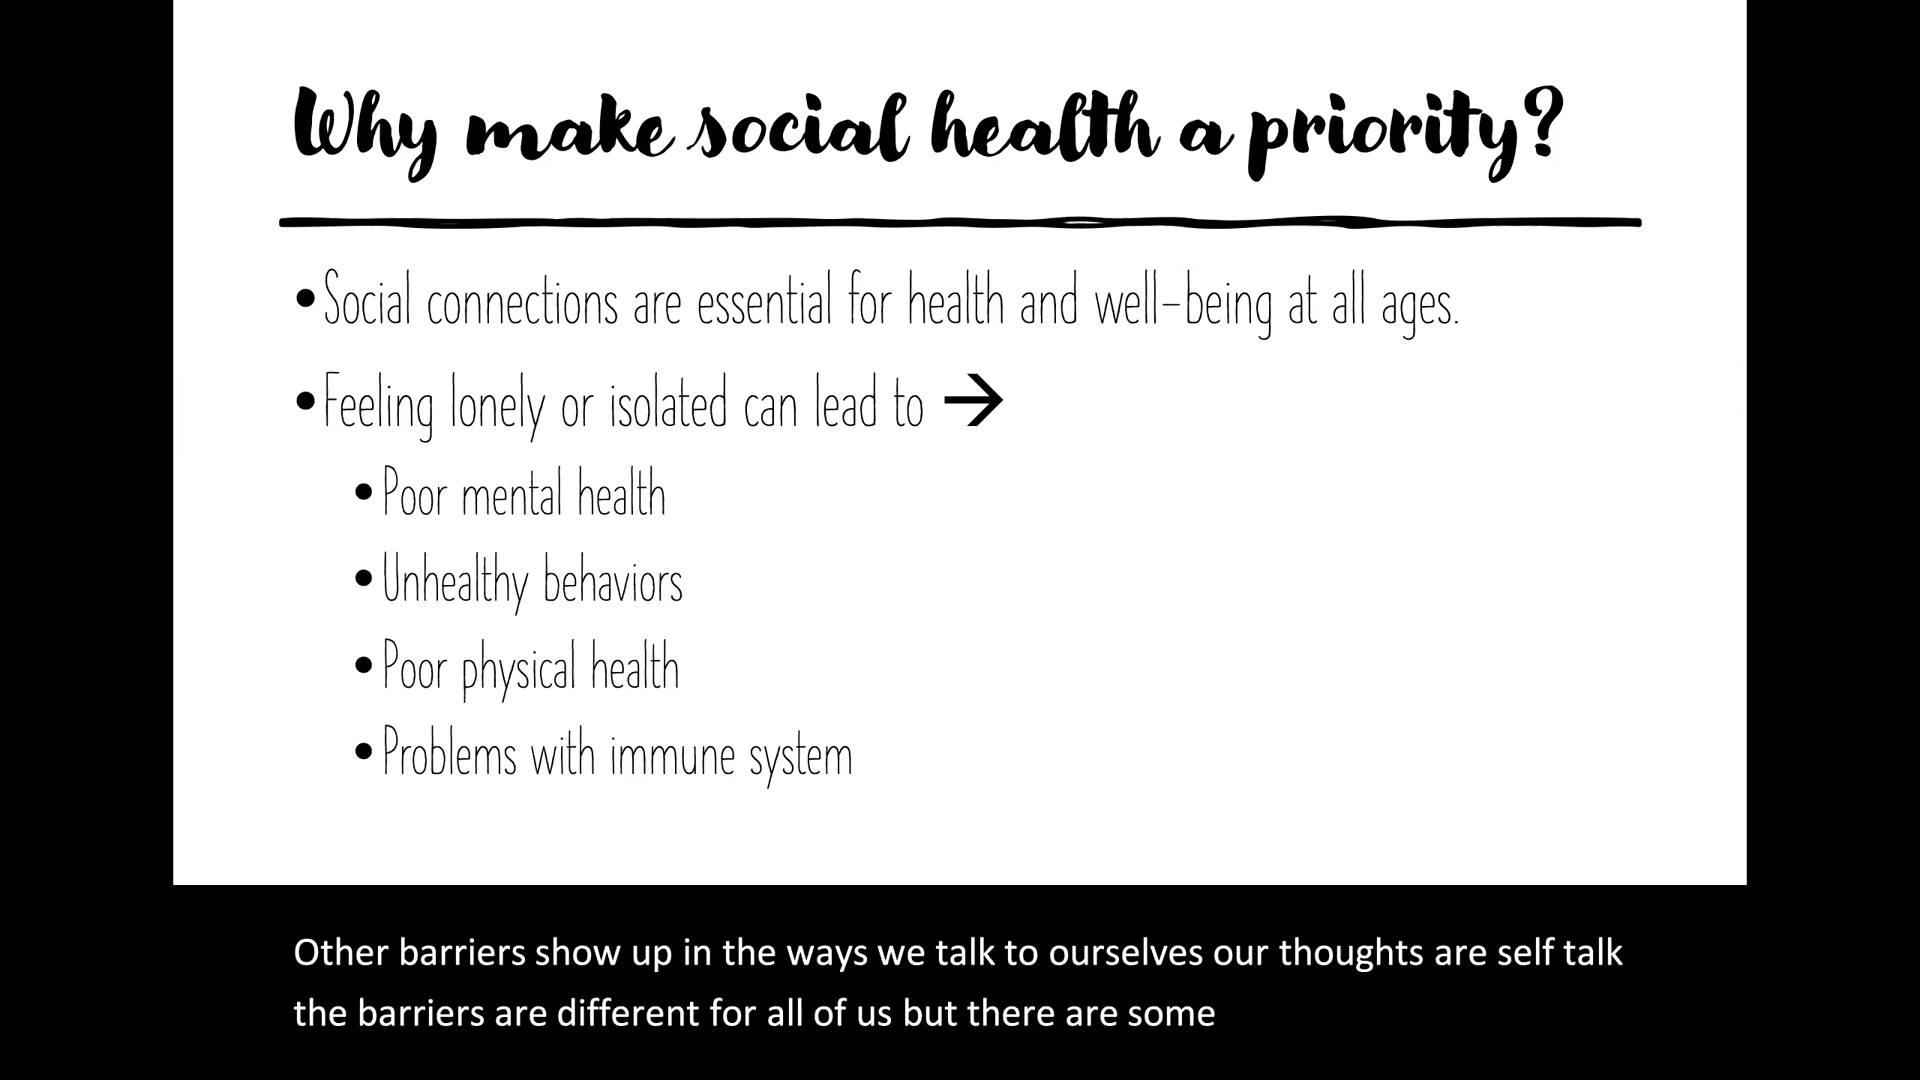 Why make social health a priority?
•Social connections are essential for health and well-being at all ages.
•Feeling lonely or isolated can lead to →
•Poor mental health
•Unhealthy behaviors
•Poor physical health
•Problems with immune system
Other barriers show up in the ways we talk to ourselves our thoughts are self talk
the barriers are different for all of us but there are some